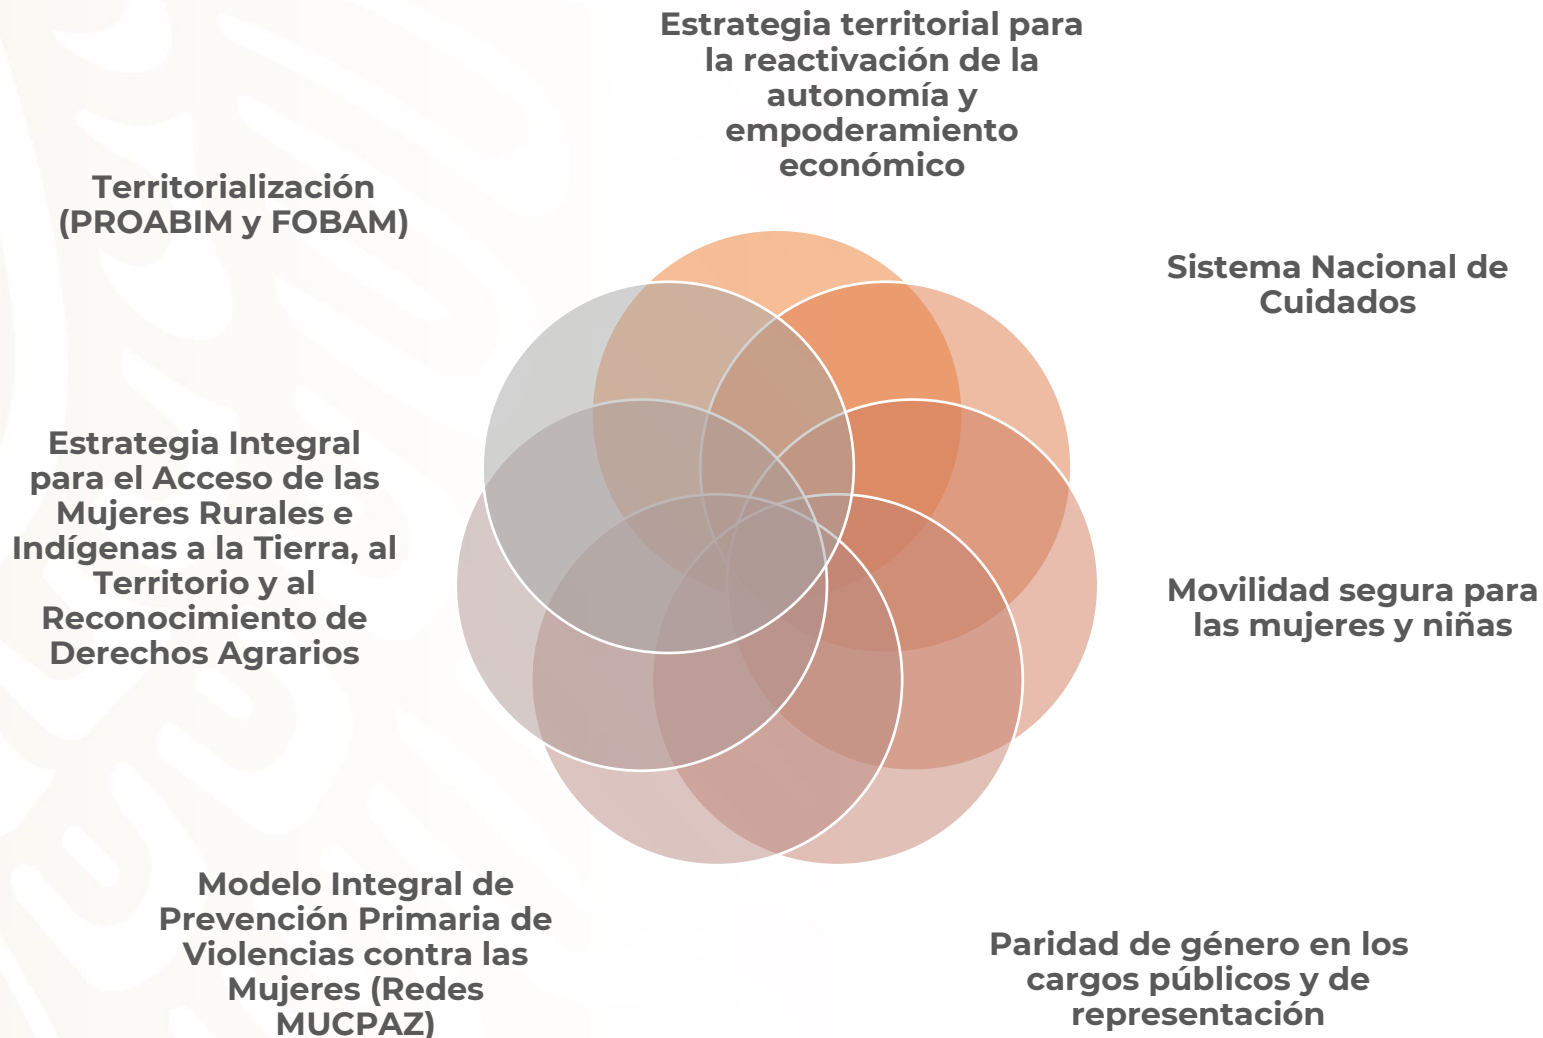 Estrategia territorial para
la reactivación de la
autonomía y
empoderamiento
económico
Territorialización
(PROABIM y FOBAM)
Sistema Nacional de
Cuidados
Estrategia Integral
para el Acceso de las
Mujeres Rurales e
Indígenas a la Tierra, al
Territorio y al
Reconocimiento de
Derechos Agrarios
Movilidad segura para
las mujeres y niñas
Modelo Integral de
Prevención Primaria de
Violencias contra las
Mujeres (Redes
MUCPAZ)
Paridad de género en los
cargos públicos y de
representación